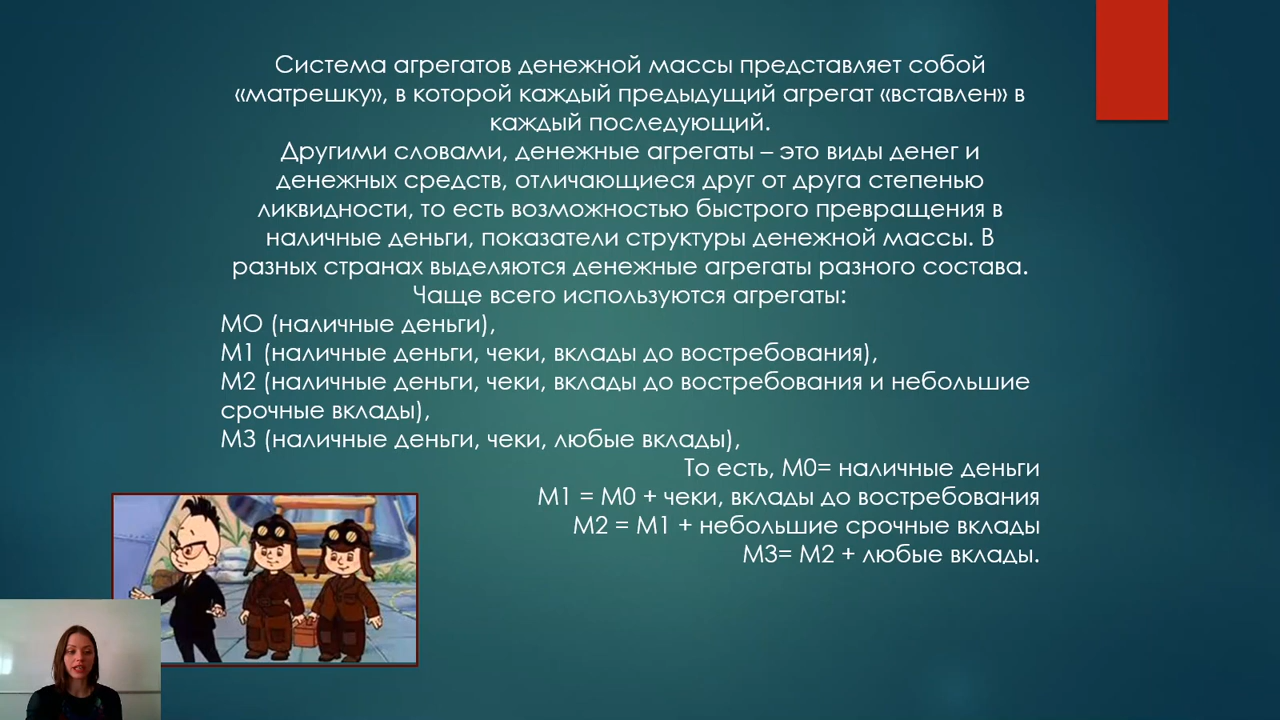 Система агрегатов денежной массы представляет собой
«матрешку», в которой каждый предыдущий агрегат «вставлен» в
каждый последующий.
Другими словами, денежные агрегаты – это виды денег и
денежных средств, отличающиеся друг от друга степенью
ликвидности, то есть возможностью быстрого превращения в
наличные деньги, показатели структуры денежной массы. В
разных странах выделяются денежные агрегаты разного состава.
Чаще всего используются агрегаты:
МО (наличные деньги),
М1 (наличные деньги, чеки, вклады до востребования),
М2 (наличные деньги, чеки, вклады до востребования и небольшие
срочные вклады),
М3 (наличные деньги, чеки, любые вклады),
То есть, М0= наличные деньги
М1 = М0 + чеки, вклады до востребования
М2 = М1 + небольшие срочные вклады
М3= М2 + любые вклады.